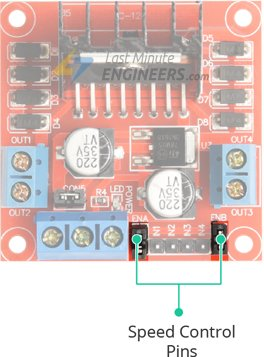 D5
D6
D7
D8
D4
Last Minute
ENGINEERS.com
OUT1
OUT4
220
35V
VT
220
35V
VT
OUT2
OUT3
R4
LED
POWER
ENA
IN1
IN2
IN3
IN4
ENB
Speed Control
Pins